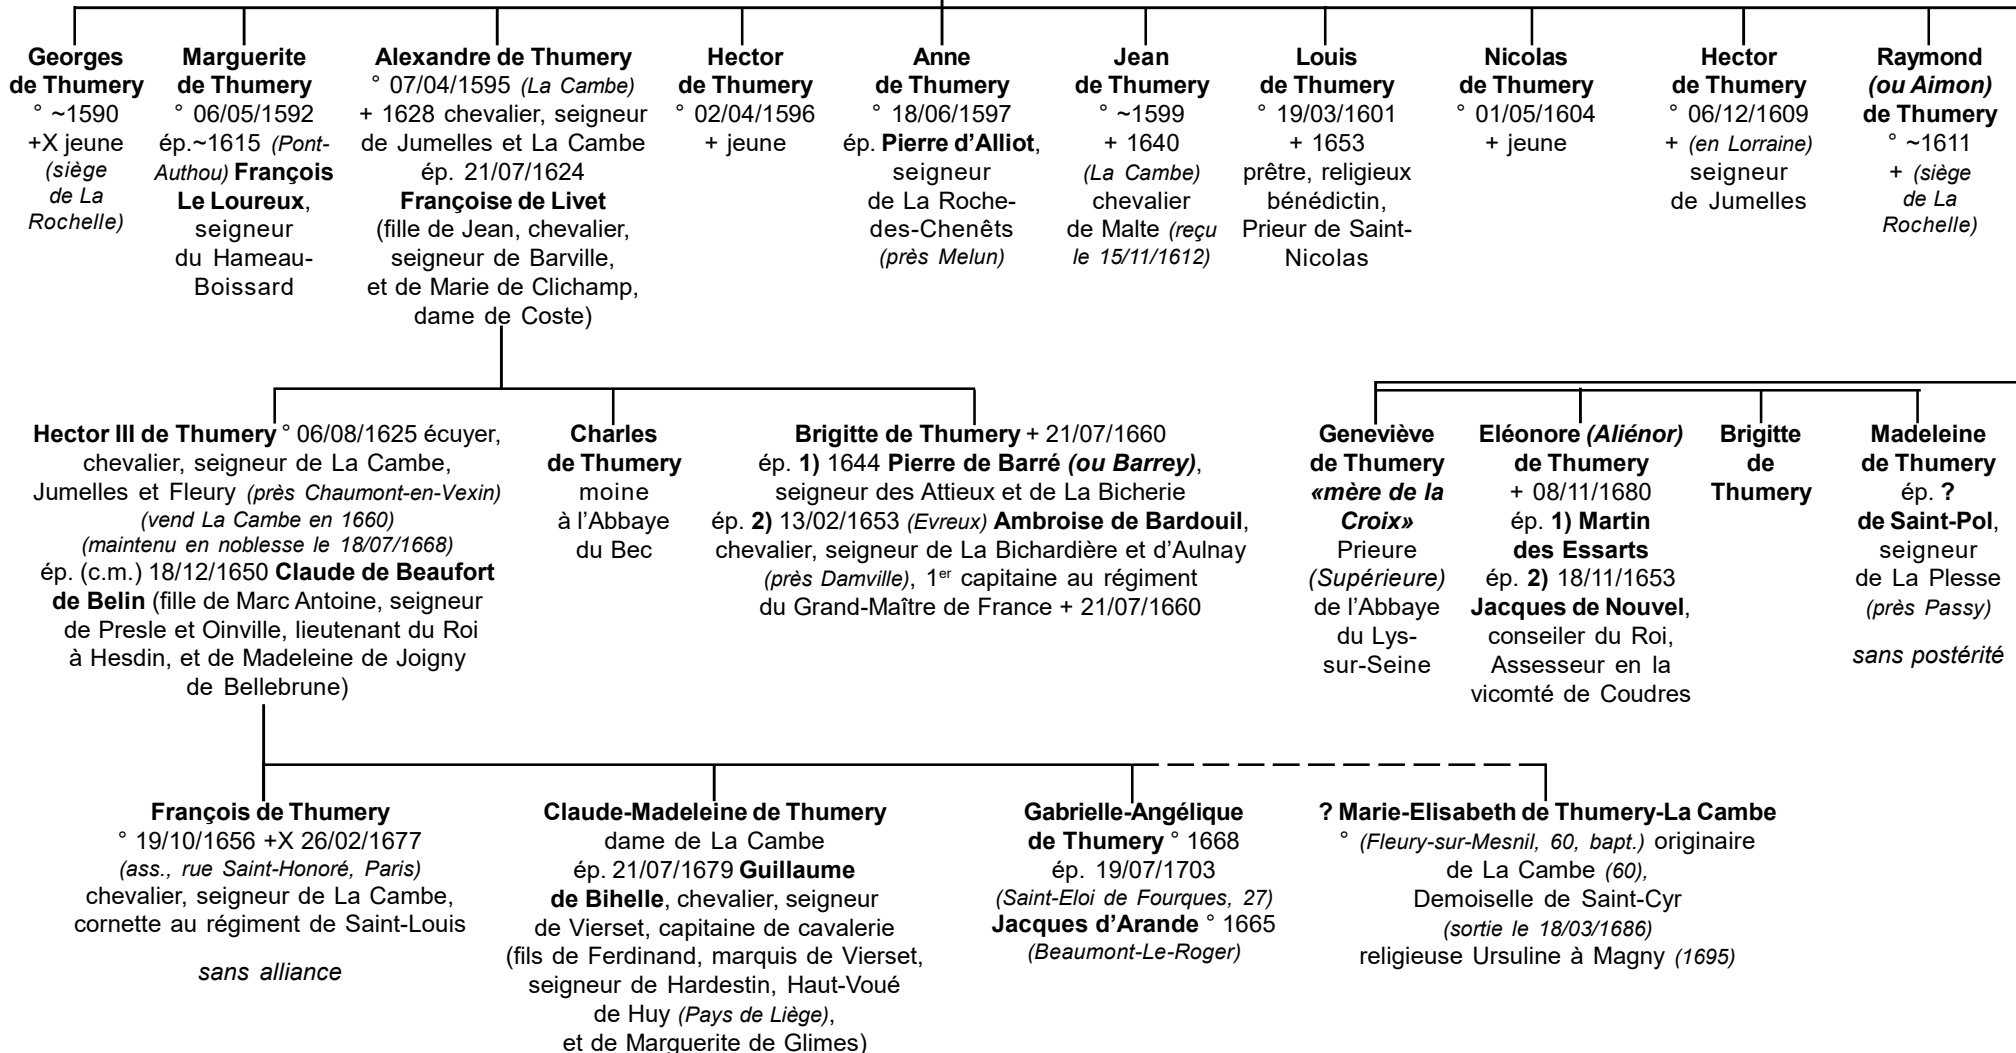 Georges
de Thumery
° ~1590
+X jeune
(siège
de La
Rochelle)
Marguerite
de Thumery
° 06/05/1592
ép.~1615 (Pont-
Authou) François
Le Loureux,
seigneur
du Hameau-
Boissard
Alexandre de Thumery
° 07/04/1595 (La Cambe)
+ 1628 chevalier, seigneur
de Jumelles et La Cambe
ép. 21/07/1624
Françoise de Livet
(fille de Jean, chevalier,
seigneur de Barville,
et de Marie de Clichamp,
dame de Coste)
Hector
de Thumery
° 02/04/1596
+ jeune
Anne
de Thumery
° 18/06/1597
ép. Pierre d’Alliot,
seigneur
de La Roche-
des-Chenêts
(près Melun)
Jean
de Thumery
° ~1599
+ 1640
(La Cambe)
chevalier
de Malte (reçu
le 15/11/1612)
Louis
de Thumery
° 19/03/1601
+ 1653
prêtre, religieux
bénédictin,
Prieur de Saint-
Nicolas
Nicolas
de Thumery
° 01/05/1604
+ jeune
Hector
de Thumery
° 06/12/1609
+ (en Lorraine)
seigneur
de Jumelles
Raymond
(ou Aimon)
de Thumery
° ~1611
+ (siège
de La
Rochelle)
Hector III de Thumery ° 06/08/1625 écuyer,
chevalier, seigneur de La Cambe,
Jumelles et Fleury (près Chaumont-en-Vexin)
(vend La Cambe en 1660)
(maintenu en noblesse le 18/07/1668)
ép. (c.m.) 18/12/1650 Claude de Beaufort
de Belin (fille de Marc Antoine, seigneur
de Presle et Oinville, lieutenant du Roi
à Hesdin, et de Madeleine de Joigny
de Bellebrune)
Charles
de Thumery
moine
à l’Abbaye
du Bec
Brigitte de Thumery + 21/07/1660
ép. 1) 1644 Pierre de Barré (ou Barrey),
seigneur des Attieux et de La Bicherie
ép. 2) 13/02/1653 (Evreux) Ambroise de Bardouil,
chevalier, seigneur de La Bichardière et d’Aulnay
(près Damville), 1er capitaine au régiment
du Grand-Maître de France + 21/07/1660
Geneviève
de Thumery
«mère de la
Croix»
Prieure
(Supérieure)
de l’Abbaye
du Lys-
sur-Seine
Eléonore (Aliénor)
de Thumery
+ 08/11/1680
ép. 1) Martin
des Essarts
ép. 2) 18/11/1653
Jacques de Nouvel,
conseiler du Roi,
Assesseur en la
vicomté de Coudres
Brigitte
de
Thumery
Madeleine
de Thumery
ép. ?
de Saint-Pol,
seigneur
de La Plesse
(près Passy)
sans postérité
François de Thumery
° 19/10/1656 +X 26/02/1677
(ass., rue Saint-Honoré, Paris)
chevalier, seigneur de La Cambe,
cornette au régiment de Saint-Louis
sans alliance
Claude-Madeleine de Thumery
dame de La Cambe
ép. 21/07/1679 Guillaume
de Bihelle, chevalier, seigneur
de Vierset, capitaine de cavalerie
(fils de Ferdinand, marquis de Vierset,
seigneur de Hardestin, Haut-Voué
de Huy (Pays de Liège),
et de Marguerite de Glimes)
Gabrielle-Angélique
de Thumery ° 1668
ép. 19/07/1703
(Saint-Eloi de Fourques, 27)
Jacques d’Arande ° 1665
(Beaumont-Le-Roger)
? Marie-Elisabeth de Thumery-La Cambe
° (Fleury-sur-Mesnil, 60, bapt.) originaire
de La Cambe (60),
Demoiselle de Saint-Cyr
(sortie le 18/03/1686)
religieuse Ursuline à Magny (1695)